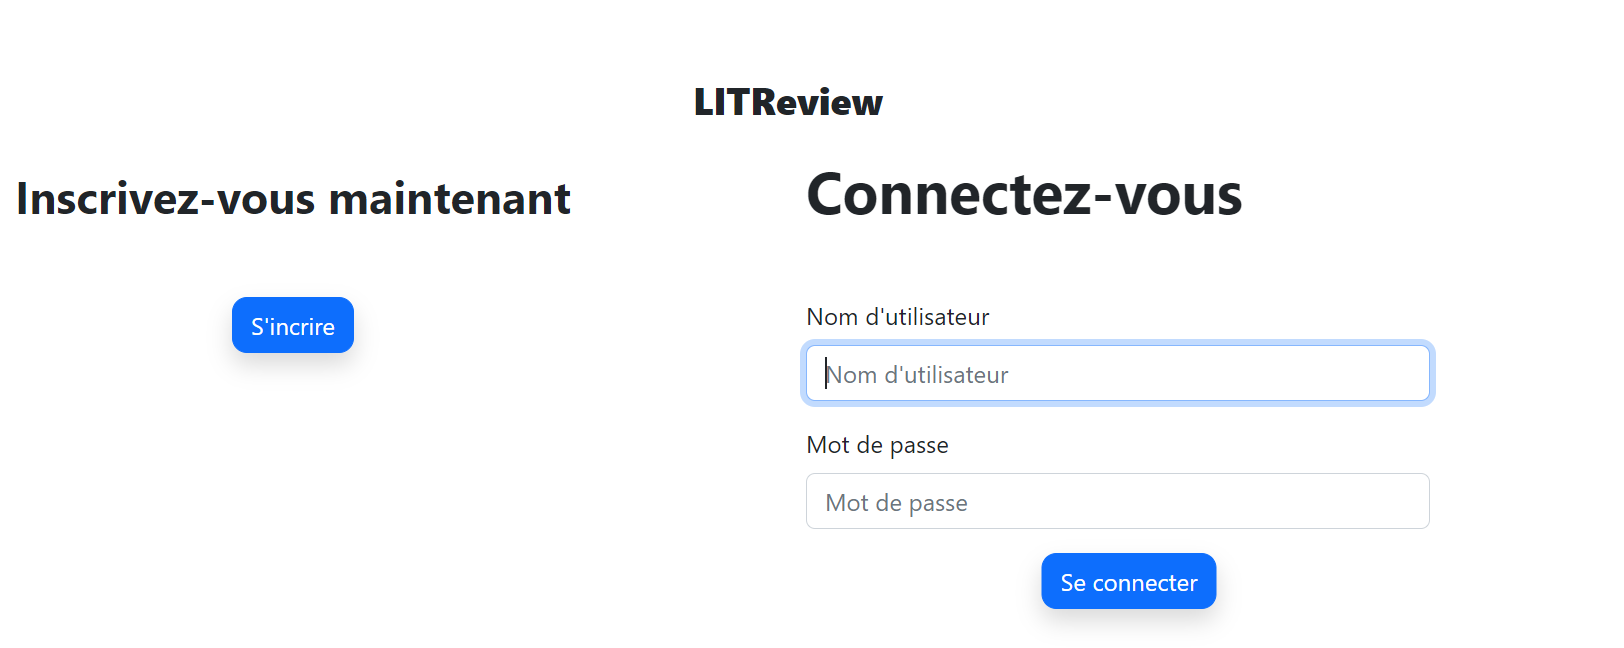 LITReview
Inscrivez-vous maintenant
S'incrire
Connectez-vous
Nom d'utilisateur
Nom d'utilisateur
Mot de passe
Mot de passe
Se connecter